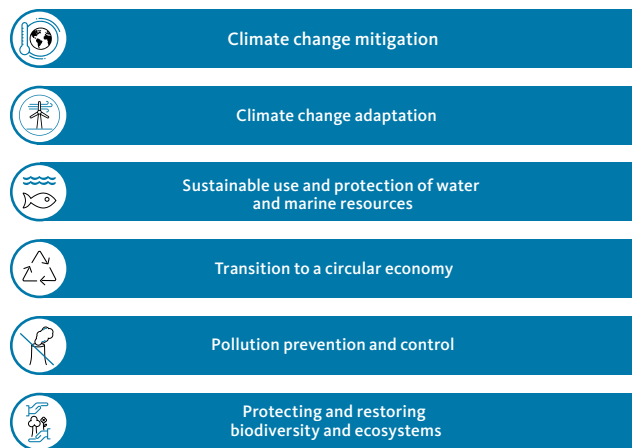 Climate change mitigation
Climate change adaptation
Sustainable use and protection of water
and marine resources
Transition to a circular economy
Pollution prevention and control
Protecting and restoring
biodiversity and ecosystems